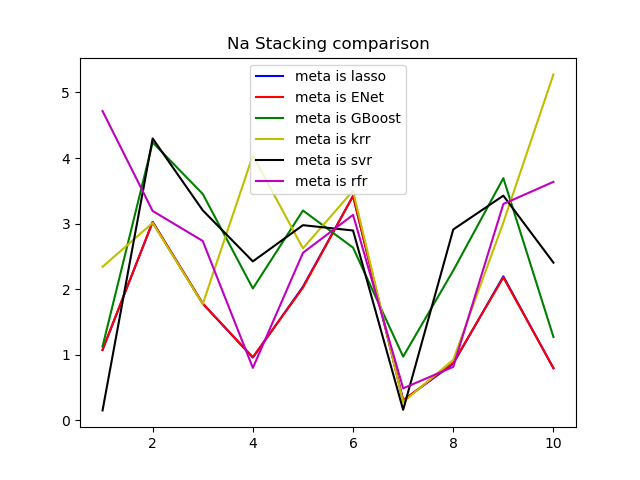 Na Stacking comparison
meta is lasso
meta is ENet
meta is GBoost
meta is krr
meta is svr
meta is rfr
5
4
3
2
1
0
2
4
6
8
10